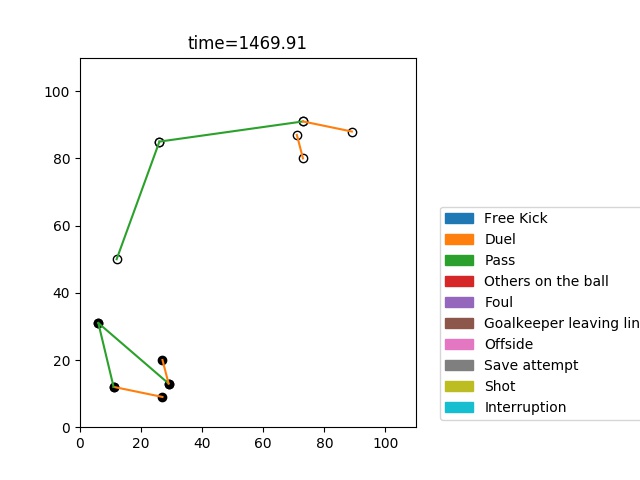 time=1469.91
100
80
60
40
20
0
0 20 40 60 80 100
Free Kick
Duel
Pass
Others on the ball
Foul
Goalkeeper leaving lin
Offside
Save attempt
Shot
Interruption